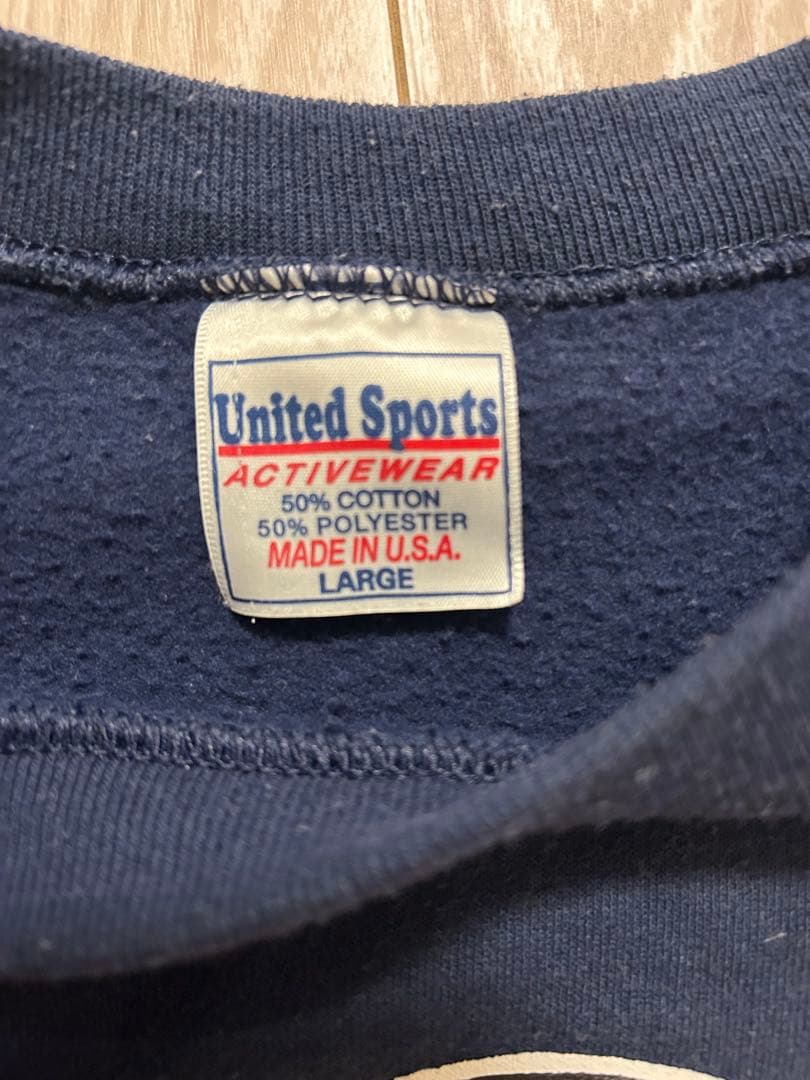 United Sports
ACTIVEWEAR
50% COTTON
50% POLYESTER
MADE IN U.S.A.
LARGE